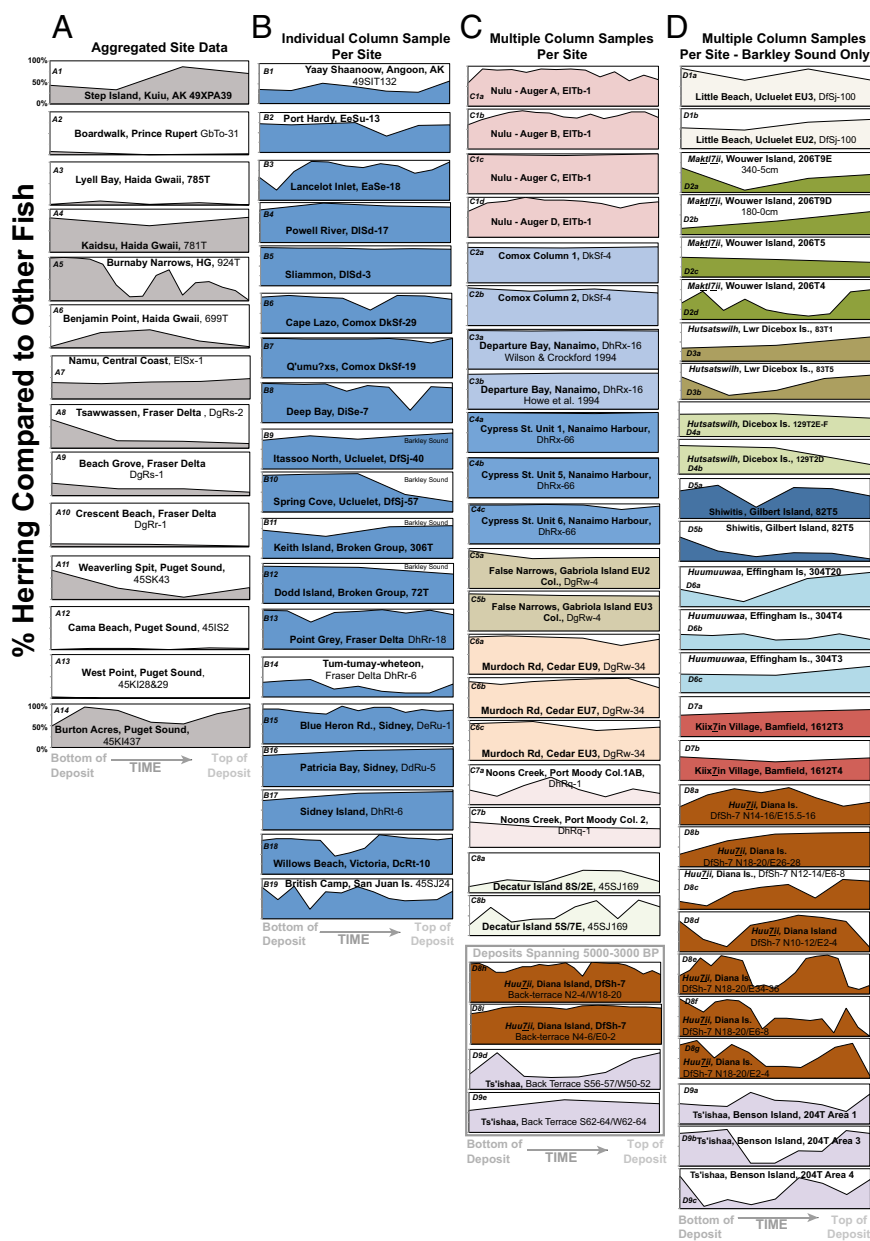 A
Aggregated Site Data
% Herring Compared to Other Fish
100%
50%
0%
A1
Step Island, Kuiu, AK 49XPA39
A2
Boardwalk, Prince Rupert GbTo-31
A3
Lyell Bay, Haida Gwaii, 785T
A4
Kaidsu, Haida Gwaii, 781T
A5
Burnaby Narrows, HG, 924T
A6
Benjamin Point, Haida Gwaii, 699T
Namu, Central Coast, ElSx-1
A7
A8
Tsawwassen, Fraser Delta , DgRs-2
A9
Beach Grove, Fraser Delta
DgRs-1
A10
Crescent Beach, Fraser Delta
DgRr-1
A11
Weaverling Spit, Puget Sound,
45SK43
A12
Cama Beach, Puget Sound, 45IS2
A13
West Point, Puget Sound,
45KI28&29
100%
50%
0%
A14
Burton Acres, Puget Sound,
45KI437
Bottom of
Deposit
TIME
Top of
Deposit
B
Individual Column Sample
Per Site
B1
Yaay Shaanoow, Angoon, AK
49SIT132
B2
Port Hardy, EeSu-13
B3
Lancelot Inlet, EaSe-18
B4
Powell River, DlSd-17
B5
Sliammon, DlSd-3
B6
Cape Lazo, Comox DkSf-29
B7
Q'umu?xs, Comox DkSf-19
B8
Deep Bay, DiSe-7
B9
Barkley Sound
Itassoo North, Ucluelet, DfSj-40
B10
Barkley Sound
Spring Cove, Ucluelet, DfSj-57
B11
Barkley Sound
Keith Island, Broken Group, 306T
B12
Barkley Sound
Dodd Island, Broken Group, 72T
B13
Point Grey, Fraser Delta DhRr-18
B14
Tum-tumay-wheton,
Fraser Delta DhRr-6
B15
Blue Heron Rd., Sidney, DeRu-1
B16
Patricia Bay, Sidney, DdRu-5
B17
Sidney Island, DhRt-6
B18
Willows Beach, Victoria, DcRt-10
B19
British Camp, San Juan Is. 45SJ24
Bottom of
Deposit
TIME
Top of
Deposit
C
Multiple Column Samples
Per Site
C1a
Nulu - Auger A, ElTb-1
C1b
Nulu - Auger B, ElTb-1
C1c
Nulu - Auger C, ElTb-1
C1d
Nulu - Auger D, ElTb-1
C2a
Comox Column 1, DkSf-4
C2b
Comox Column 2, DkSf-4
C3a
Departure Bay, Nanaimo, DhRx-16
Wilson & Crockford 1994
C3b
Departure Bay, Nanaimo, DhRx-16
Howe et al. 1994
C4a
Cypress St. Unit 1, Nanaimo Harbour,
DhRx-66
C4b
Cypress St. Unit 5, Nanaimo Harbour,
DhRx-66
C4c
Cypress St. Unit 6, Nanaimo Harbour,
DhRx-66
C5a
False Narrows, Gabriola Island EU2
Col., DgRw-4
C5b
False Narrows, Gabriola Island EU3
Col., DgRw-4
C6a
Murdoch Rd, Cedar EU9, DgRw-34
C6b
Murdoch Rd, Cedar EU7, DgRw-34
C6c
Murdoch Rd, Cedar EU3, DgRw-34
C7a
Noons Creek, Port Moody Col.1AB,
DhRq-1
C7b
Noons Creek, Port Moody Col. 2,
DhRq-1
C8a
Decatur Island 8S/2E, 45SJ169
C8b
Decatur Island 5S/7E, 45SJ169
Deposits Spanning 5000-3000 BP
D8h
Huu7ii, Diana Island, DfSh-7
Back-terrace N2-4/W18-20
D8i
Huu7ii, Diana Island, DfSh-7
Back-terrace N4-6/E0-2
D9d
Ts'ishaa, Back Terrace S56-57/W50-52
D9e
Ts'ishaa, Back Terrace S62-64/W62-64
Bottom of
Deposit
TIME
Top of
Deposit
D
Multiple Column Samples
Per Site - Barkley Sound Only
D1a
Little Beach, Ucluelet EU3, DfSj-100
D1b
Little Beach, Ucluelet EU2, DfSj-100
Maktl7ii, Wouwer Island, 206T9E
340-5cm
D2a
Maktl7ii, Wouwer Island, 206T9D
180-0cm
D2b
Maktl7ii, Wouwer Island, 206T5
D2c
Maktl7ii, Wouwer Island, 206T4
D2d
Hutsatswilh, Lwr Dicebox Is., 83T1
D3a
Hutsatswilh, Lwr Dicebox Is., 83T5
D3b
Hutsatswilh, Dicebox Is. 129T2E-F
D4a
Hutsatswilh, Dicebox Is., 129T2D
D4b
D5a
Shiwitis, Gilbert Island, 82T5
D5b
Shiwitis, Gilbert Island, 82T5
Huumuuwaa, Effingham Is, 304T20
D6a
Huumuuwaa, Effingham Is, 304T4
D6b
Huumuuwaa, Effingham Is, 304T3
D6c
D7a
Kiix7in Village, Bamfield, 1612T3
D7b
Kiix7in Village, Bamfield, 1612T4
D8a
Huu7ii, Diana Is.
DfSh-7 N14-16/E15.5-16
D8b
Huu7ii, Diana Is.
DfSh-7 N18-20/E26-28
Huu7ii, Diana Is., DfSh-7 N12-14/E6-8
D8c
D8d
Huu7ii, Diana Island
DfSh-7 N10-12/E2-4
D8e
Huu7ii, Diana Is.
DfSh-7 N18-20/E34-36
D8f
Huu7ii, Diana Is.
DfSh-7 N18-20/E6-8
D8g
Huu7ii, Diana Is.
DfSh-7 N18-20/E2-4
D9a
Ts'ishaa, Benson Island, 204T Area 1
D9b
Ts'ishaa, Benson Island, 204T Area 3
Ts'ishaa, Benson Island, 204T Area 4
D9c
Bottom of
Deposit
TIME
Top of
Deposit